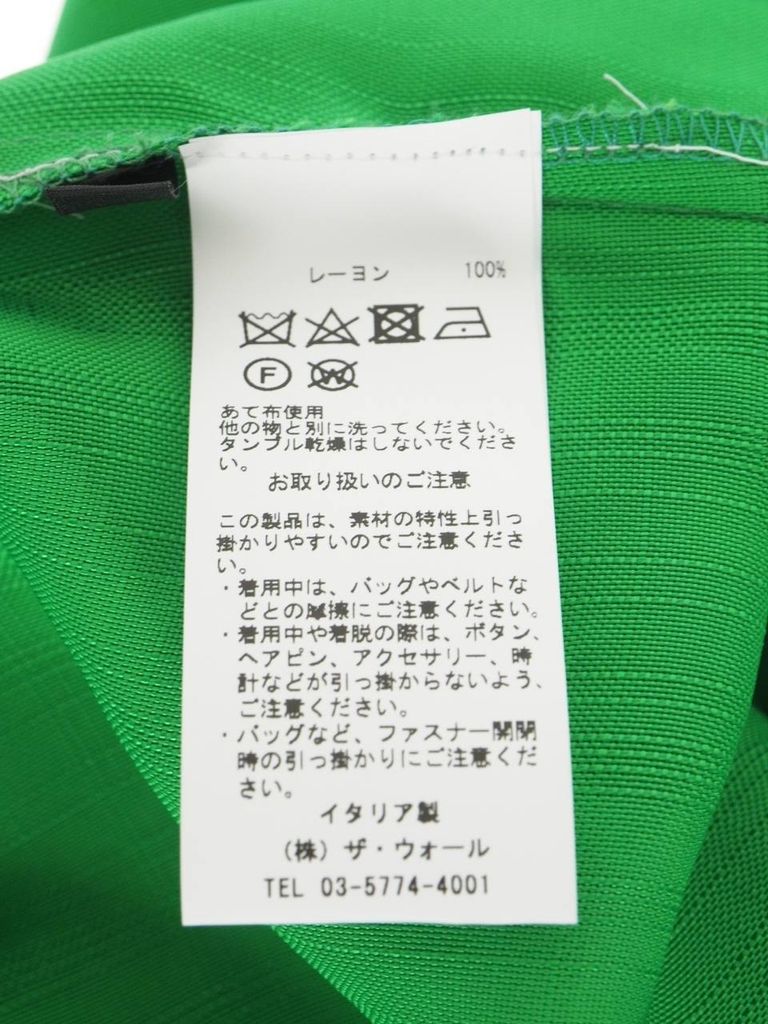 レーヨン 100%
F W
あて布使用
他の物と別に洗ってください。
タンブル乾燥はしないでくださ
い。
お取り扱いのご注意
この製品は、素材の特性上引っ
掛かりやすいのでご注意くださ
い。
・着用中は、バッグやベルトな
どとの摩擦にご注意ください。
・着用中や着脱の際は、ボタン、
ヘアピン、アクセサリー、時
計などが引っ掛からないよう、
ご注意ください。
・バッグなど、ファスナー開閉
時の引っ掛かりにご注意くだ
さい。
イタリア製
(株) ザ・ウォール
TEL 03-5774-4001